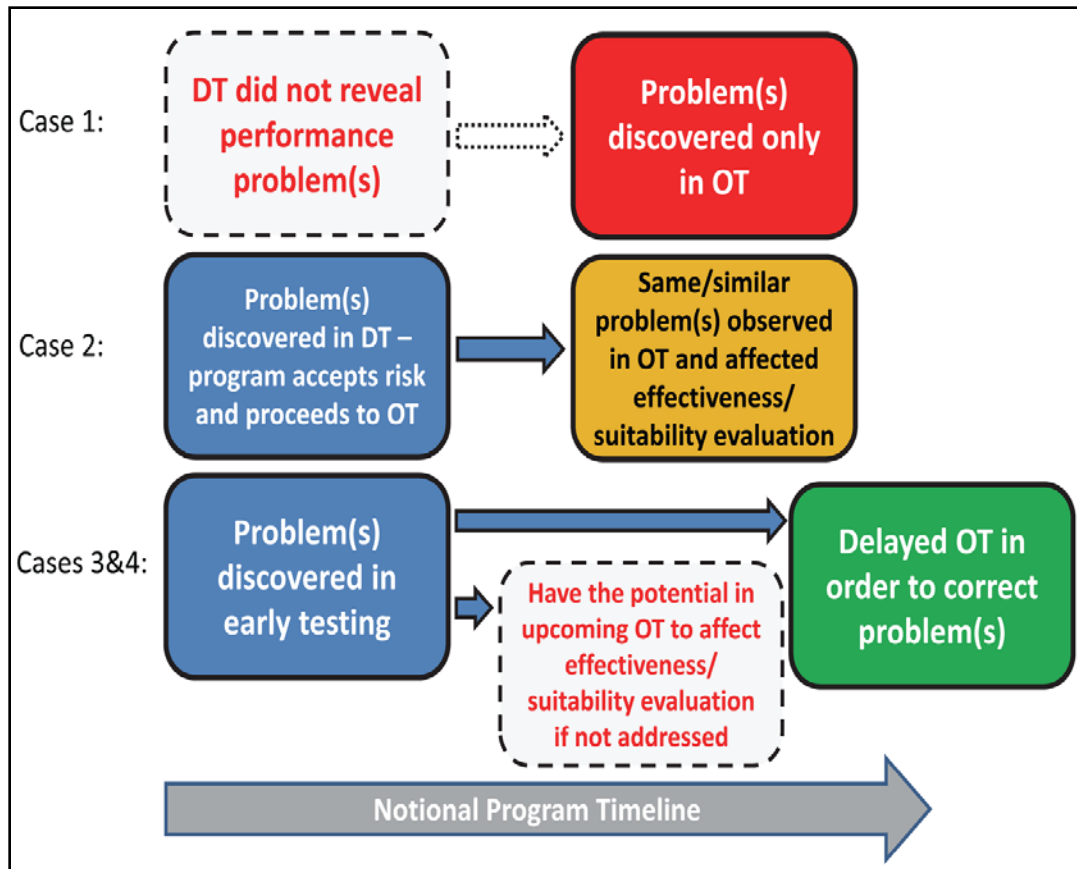 Case 1:
DT did not reveal
performance
problem(s)
Problem(s)
discovered only
in OT
Case 2:
Problem(s)
discovered in DT –
program accepts risk
and proceeds to OT
Same/similar
problem(s) observed
in OT and affected
effectiveness/
suitability evaluation
Cases 3&4:
Problem(s)
discovered in
early testing
Have the potential in
upcoming OT to affect
effectiveness/
suitability evaluation
if not addressed
Delayed OT in
order to correct
problem(s)
Notional Program Timeline